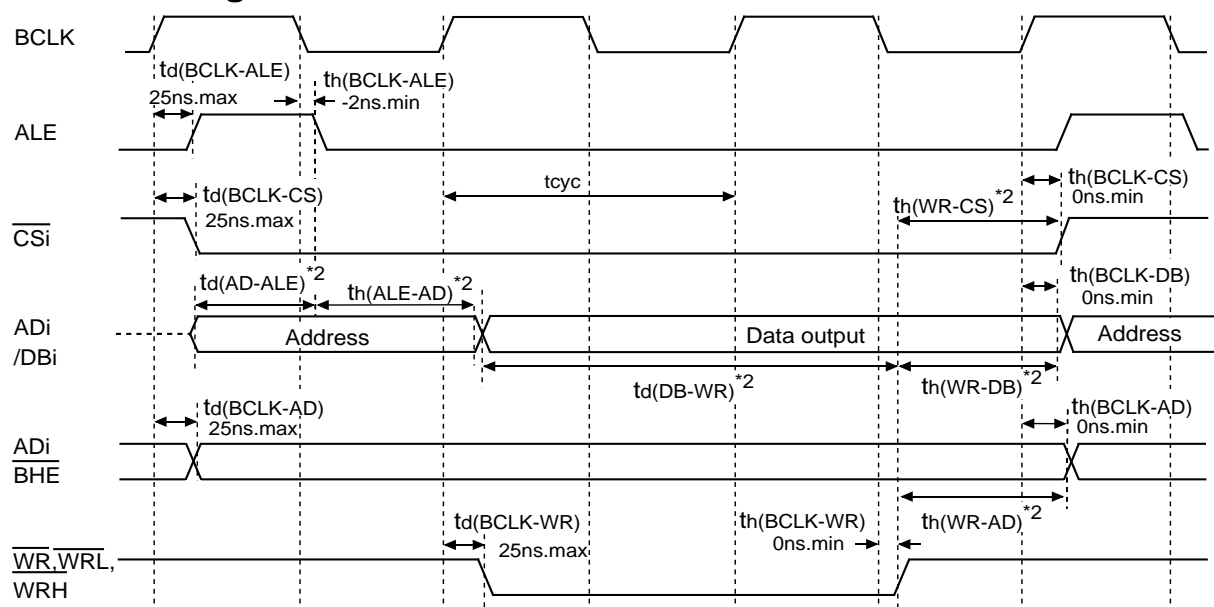 BCLK
td(BCLK-ALE)
25ns.max
th(BCLK-ALE)
-2ns.min
ALE
td(BCLK-CS)
25ns.max
tcyc
th(BCLK-CS)
0ns.min
th(WR-CS)*2
CSi
td(AD-ALE)*2
th(ALE-AD)*2
th(BCLK-DB)
0ns.min
ADi
/DBi
Address
Data output
Address
td(DB-WR)*2
th(WR-DB)*2
td(BCLK-AD)
25ns.max
th(BCLK-AD)
0ns.min
ADi
BHE
td(BCLK-WR)
25ns.max
th(BCLK-WR)
0ns.min
th(WR-AD)*2
WR,WRL,
WRH